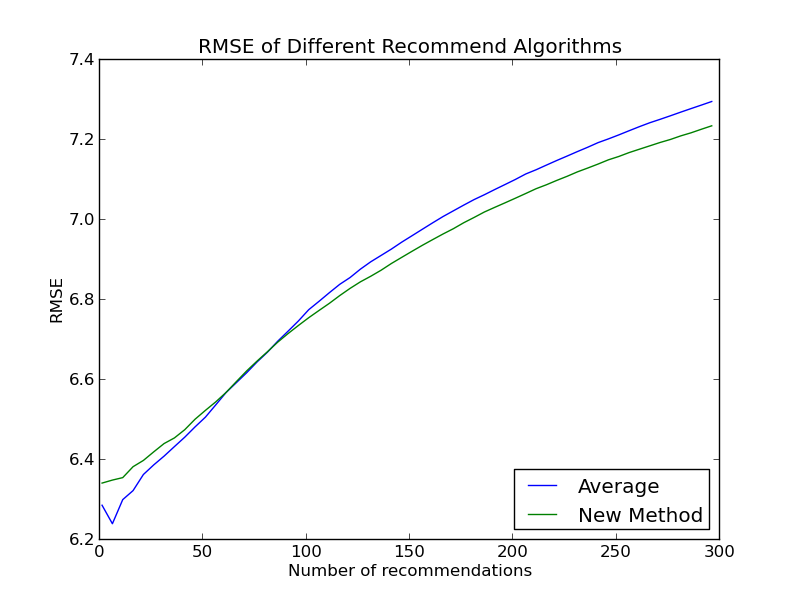 RMSE of Different Recommend Algorithms
7.4
7.2
7.0
6.8
6.6
6.4
6.2
RMSE
0 50 100 150 200 250 300
Number of recommendations
Average
New Method